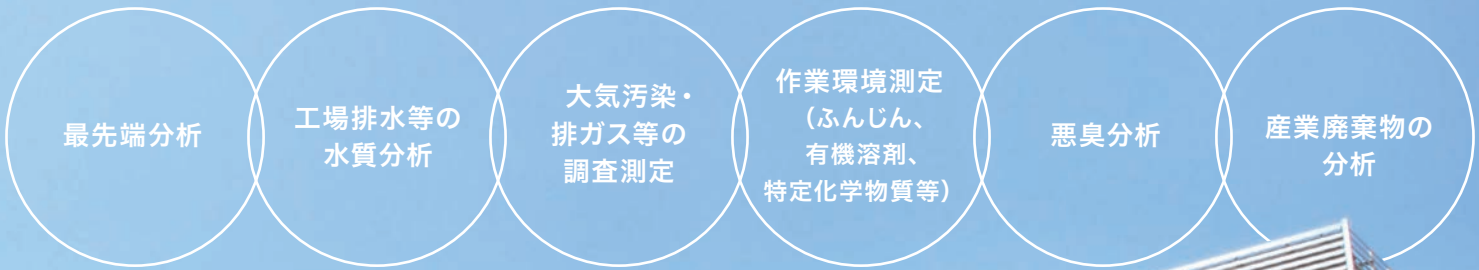 最先端分析
工場排水等の
水質分析
大気汚染・
排ガス等の
調査測定
作業環境測定
（ふんじん、
有機溶剤、
特定化学物質等）
悪臭分析
産業廃棄物の
分析